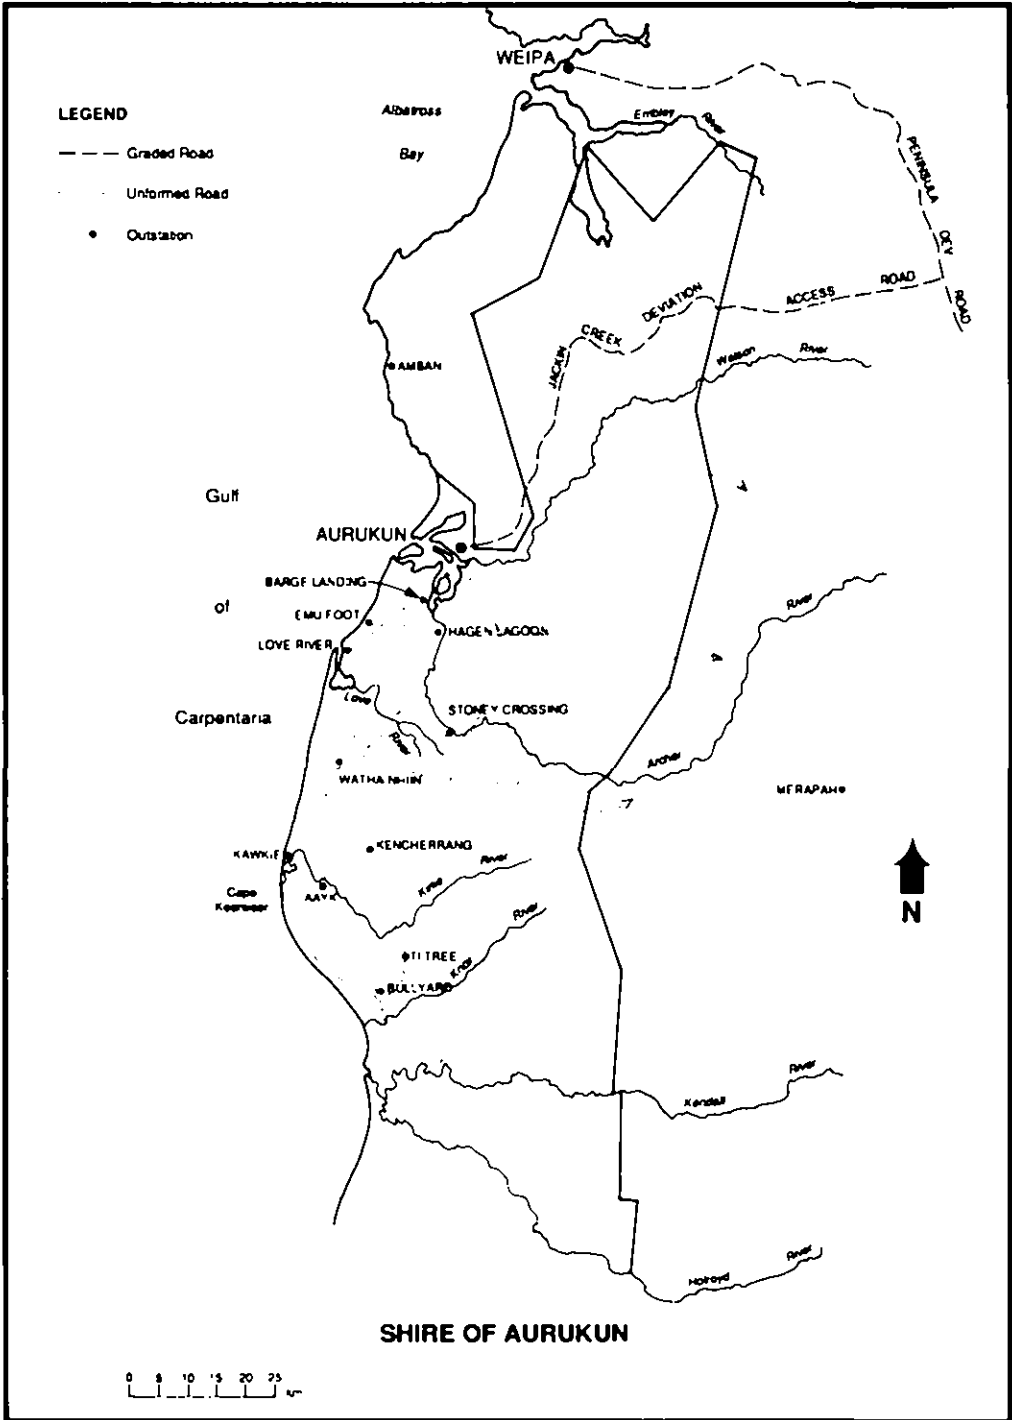 WEIPA
LEGEND
Graded Road
Unformed Road
Outstation
Albatross
Bay
Embley River
PENINSULA DEV ROAD
JACKIN CREEK DEVIATION ACCESS ROAD
Watson River
AMBAN
Gulf
of
Carpentaria
AURUKUN
BARGE LANDING
EMU FOOT
HAGEN LAGOON
LOVE RIVER
Love River
STONEY CROSSING
Archer River
WATHA NHIIN
MERAPAH
KENCHERRANG
KAWKIE
AAYK
Cape
Keerweer
Kirke River
TI TREE
Knox River
BULLYARD
N
Kendall River
Holroyd River
SHIRE OF AURUKUN
0 5 10 15 20 25 km